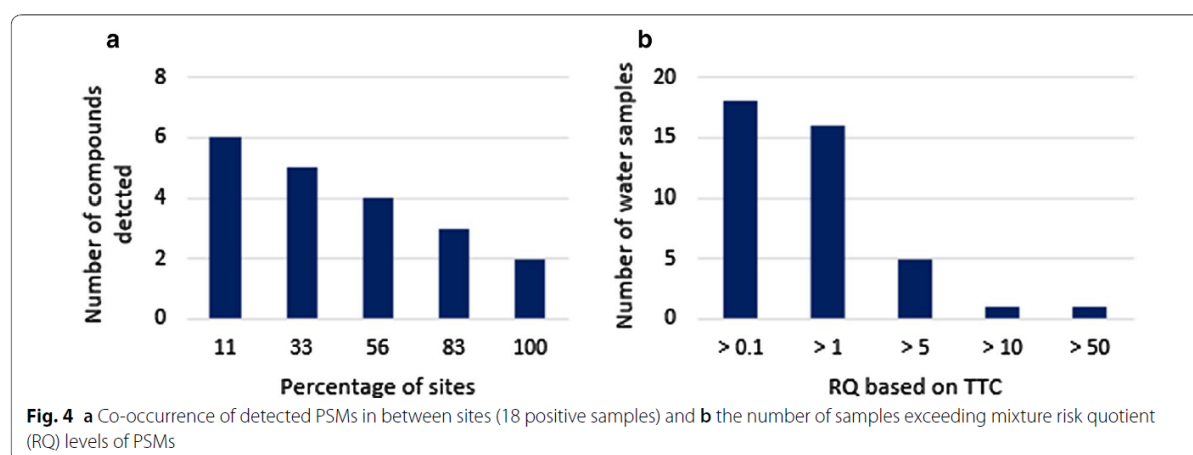 a
Number of compounds
detcted
8
6
4
2
0
11 33 56 83 100
Percentage of sites
b
Number of water samples
20
15
10
5
0
> 0.1 > 1 > 5 > 10 > 50
RQ based on TTC
Fig. 4 a Co-occurrence of detected PSMs in between sites (18 positive samples) and b the number of samples exceeding mixture risk quotient
(RQ) levels of PSMs